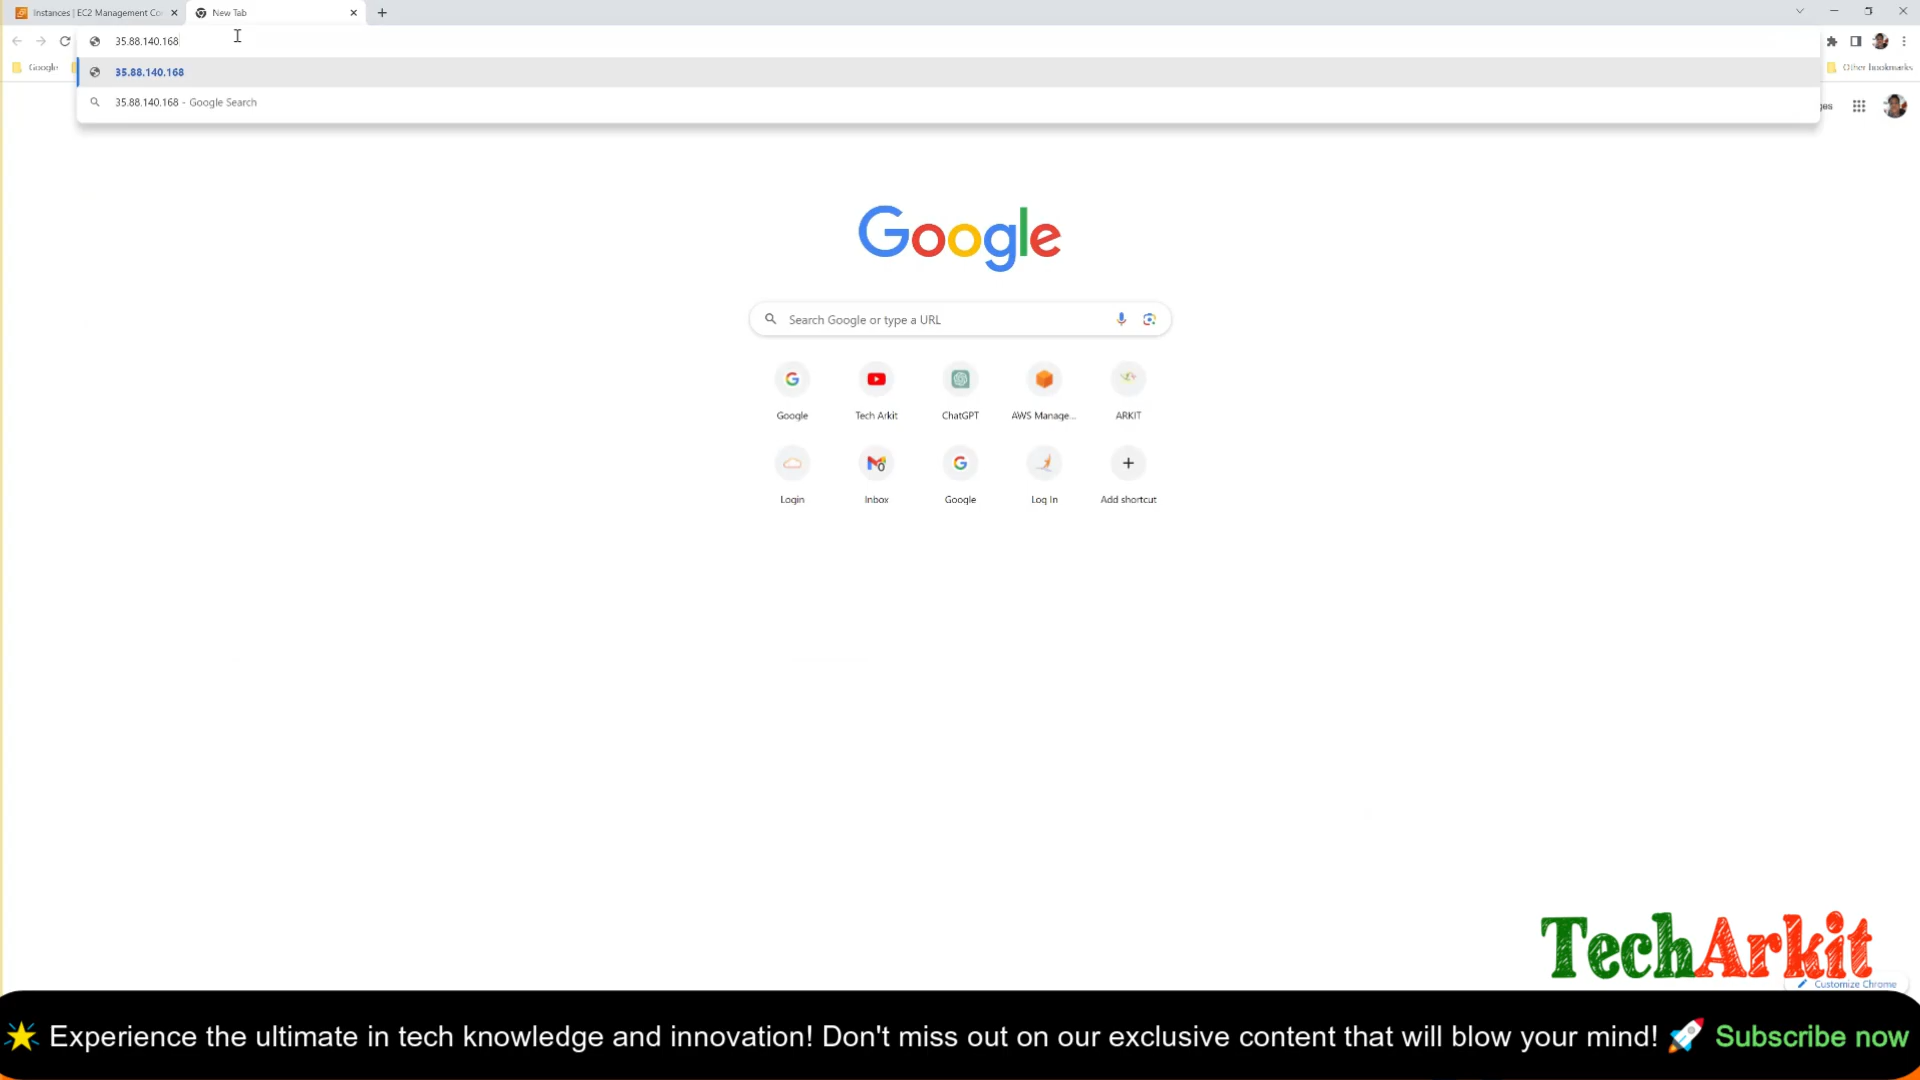 Instances | EC2 Management Co
New Tab
35.88.140.168
Google
Other bookmarks
35.88.140.168
35.88.140.168 - Google Search
ges
Google
Search Google or type a URL
Google
Tech Arkit
ChatGPT
AWS Manage...
ARKIT
Login
Inbox
Google
Log In
Add shortcut
TechArkit
Customize Chrome
Experience the ultimate in tech knowledge and innovation! Don't miss out on our exclusive content that will blow your mind! Subscribe now